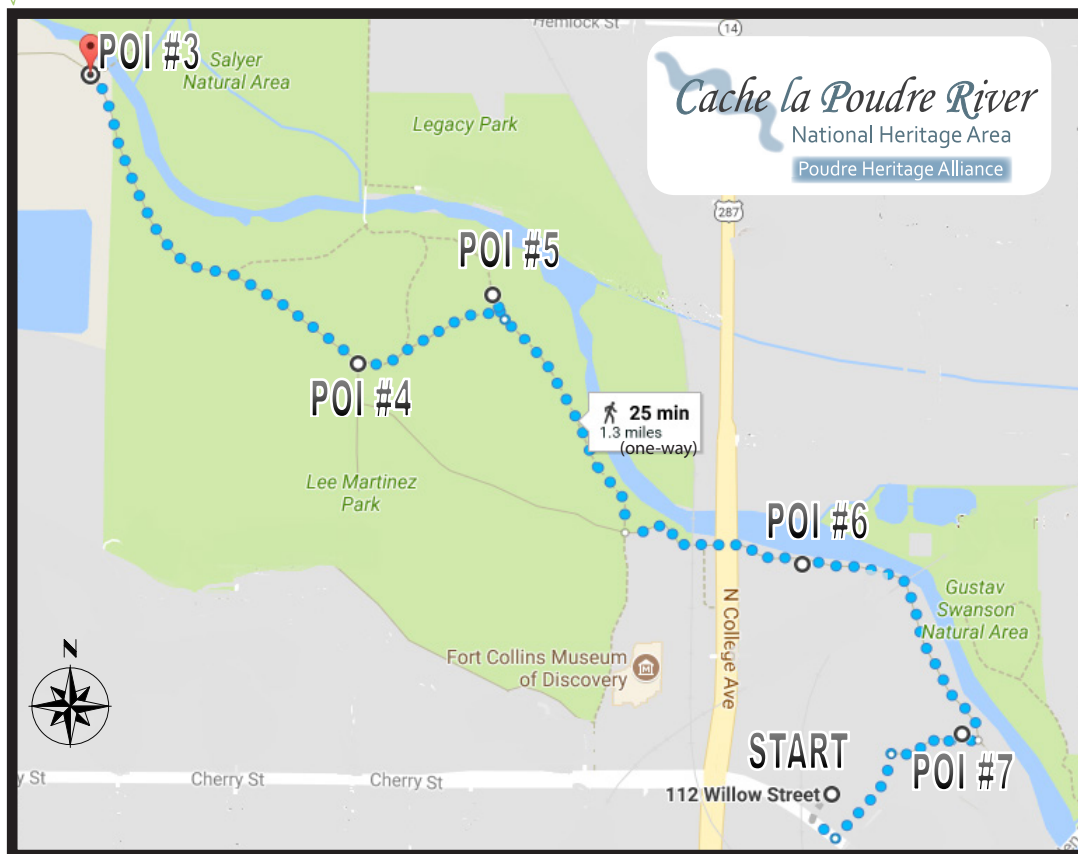 Hemlock St
14
POI #3
Salyer
Natural Area
Legacy Park
Cache la Poudre River
National Heritage Area
Poudre Heritage Alliance
287
POI #5
POI #4
25 min
1.3 miles
(one-way)
Lee Martinez
Park
POI #6
Gustav
Swanson
Natural Area
N College Ave
Fort Collins Museum
of Discovery
M
N
START
POI #7
112 Willow Street
y St
Cherry St
Cherry St